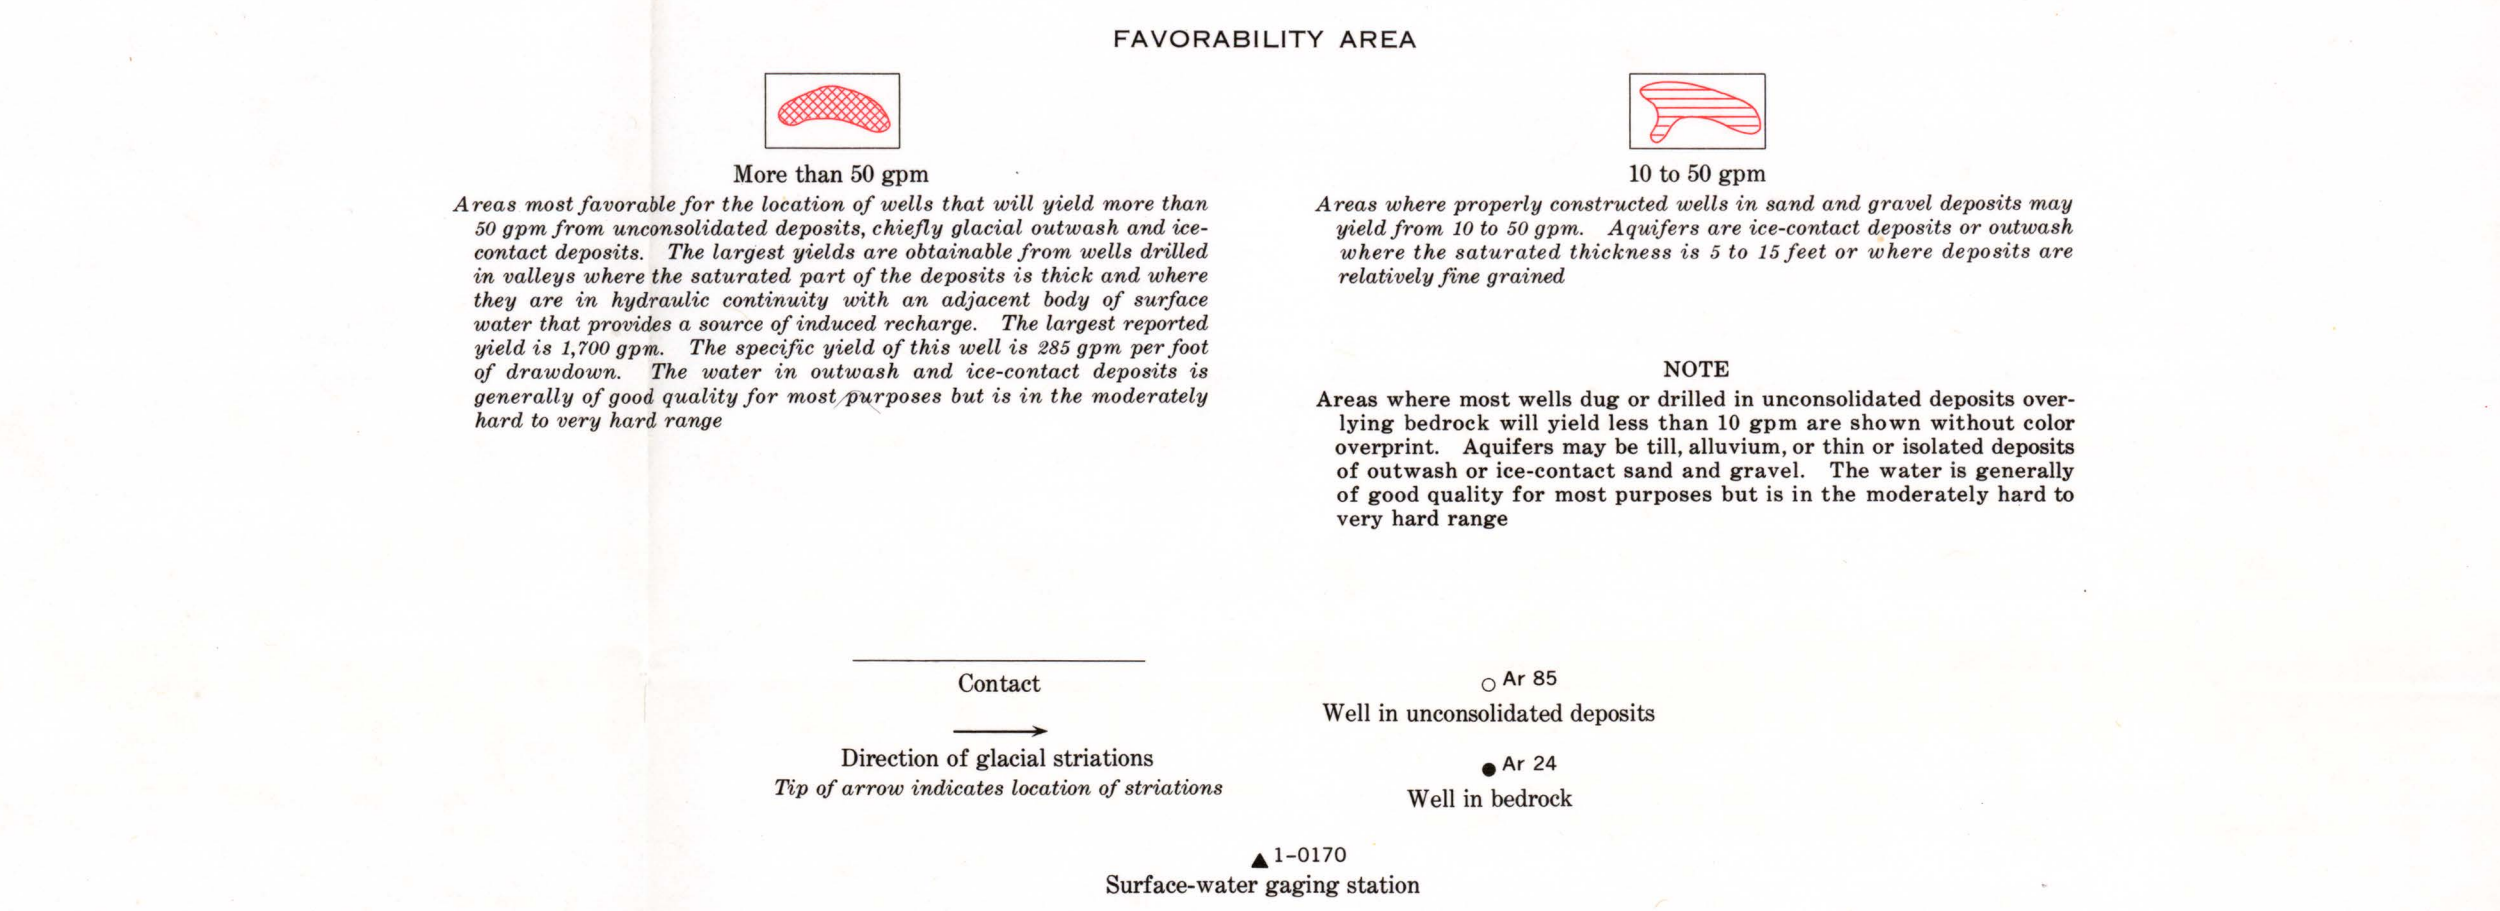 FAVORABILITY AREA
More than 50 gpm
Areas most favorable for the location of wells that will yield more than
50 gpm from unconsolidated deposits, chiefly glacial outwash and ice-
contact deposits. The largest yields are obtainable from wells drilled
in valleys where the saturated part of the deposits is thick and where
they are in hydraulic continuity with an adjacent body of surface
water that provides a source of induced recharge. The largest reported
yield is 1,700 gpm. The specific yield of this well is 285 gpm per foot
of drawdown. The water in outwash and ice-contact deposits is
generally of good quality for most purposes but is in the moderately
hard to very hard range
10 to 50 gpm
Areas where properly constructed wells in sand and gravel deposits may
yield from 10 to 50 gpm. Aquifers are ice-contact deposits or outwash
where the saturated thickness is 5 to 15 feet or where deposits are
relatively fine grained
NOTE
Areas where most wells dug or drilled in unconsolidated deposits over-
lying bedrock will yield less than 10 gpm are shown without color
overprint. Aquifers may be till, alluvium, or thin or isolated deposits
of outwash or ice-contact sand and gravel. The water is generally
of good quality for most purposes but is in the moderately hard to
very hard range
Contact
Direction of glacial striations
Tip of arrow indicates location of striations
Ar 85
Well in unconsolidated deposits
Ar 24
Well in bedrock
1-0170
Surface-water gaging station